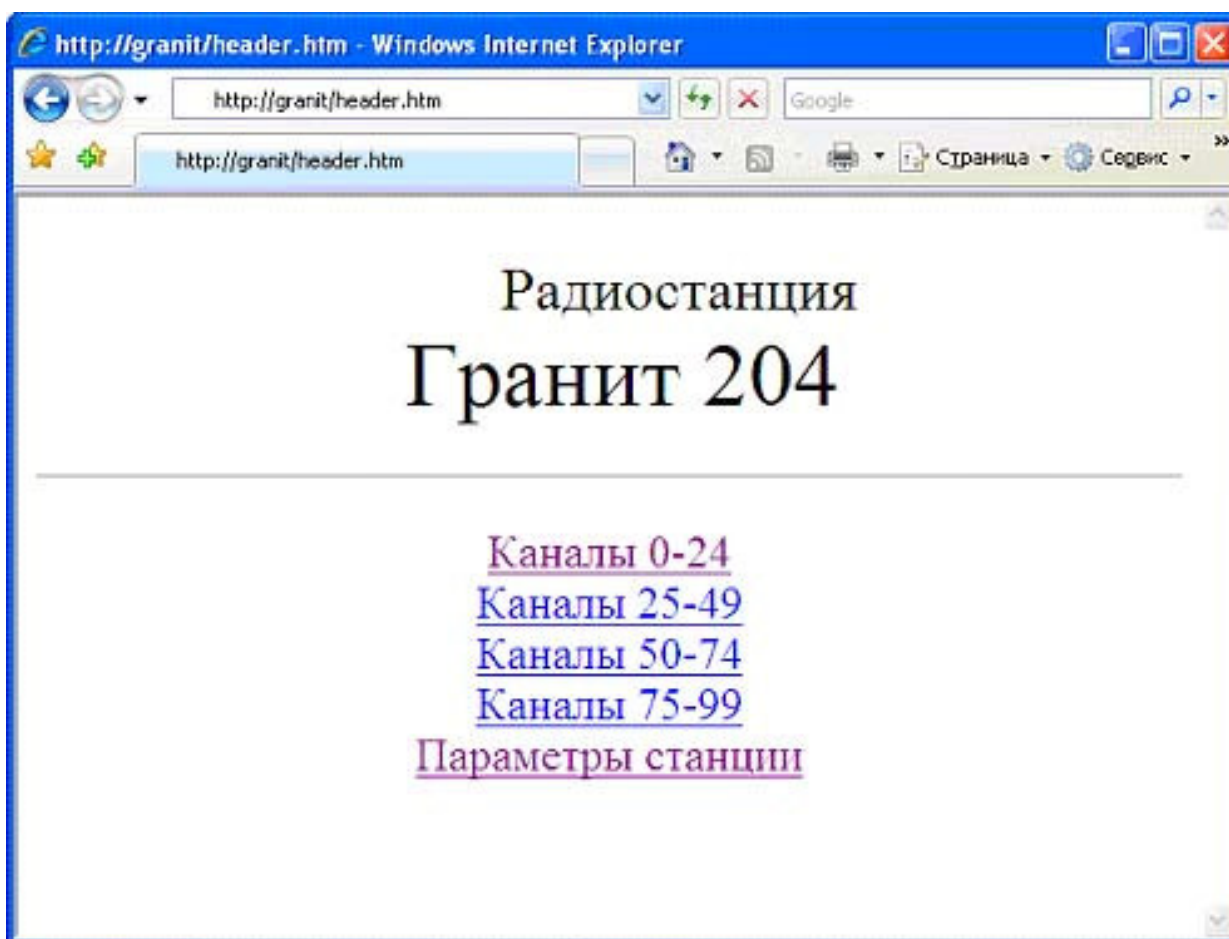 http://granit/header.htm - Windows Internet Explorer
http://granit/header.htm
Google
http://granit/header.htm
Страница
Сервис
Радиостанция
Гранит 204
Каналы 0-24
Каналы 25-49
Каналы 50-74
Каналы 75-99
Параметры станции